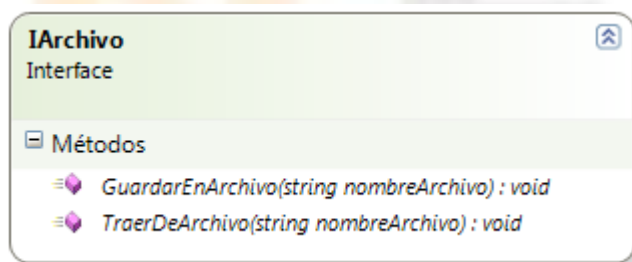 IArchivo
Interface
Métodos
GuardarEnArchivo(string nombreArchivo) : void
TraerDeArchivo(string nombreArchivo) : void